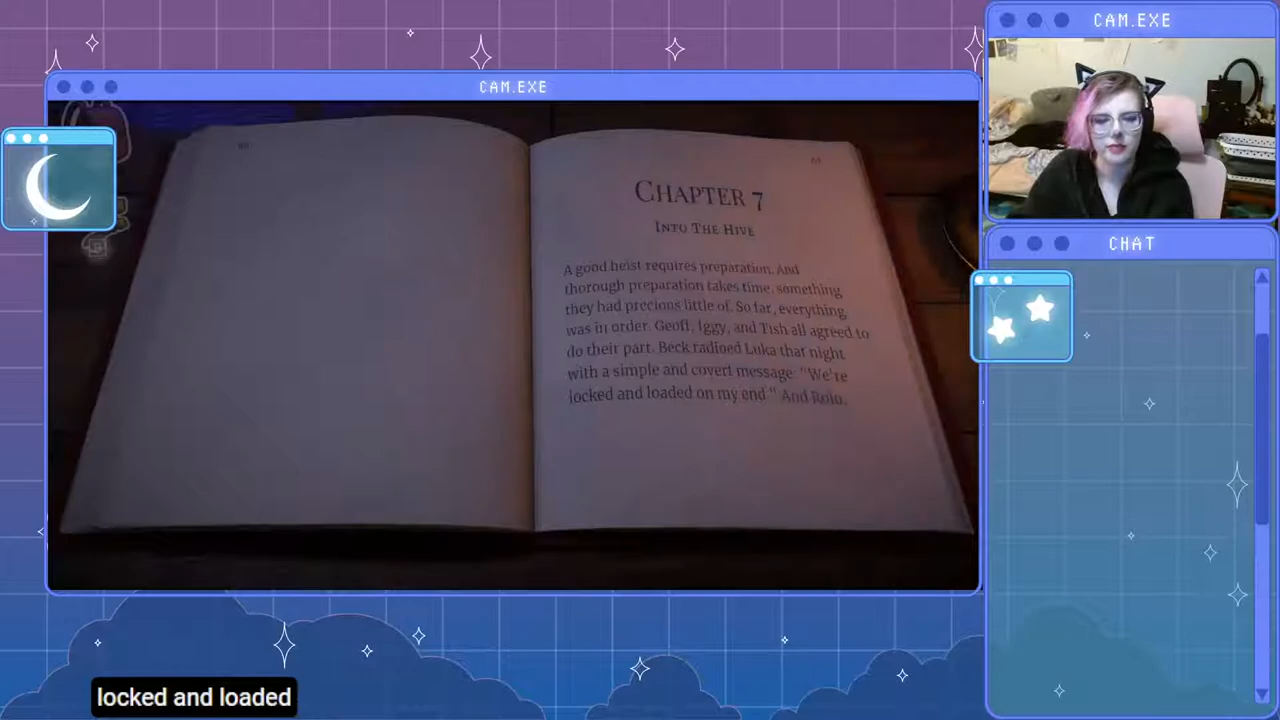 CAM.EXE
CAM.EXE
CHAPTER 7
INTO THE HIVE
A good heist requires preparation. And
thorough preparation takes time, something
they had precious little of. So far, everything
was in order. Geoff, Iggy, and Tish all agreed to
do their part. Beck radioed Luka that night
with a simple and covert message: "We're
locked and loaded on my end." And Rolo,
CHAT
locked and loaded